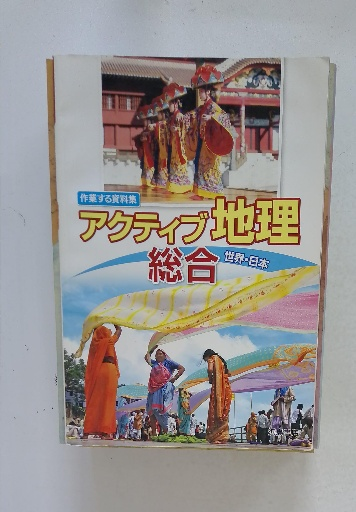 作業する資料集
アクティブ地理
総合 世界・日本